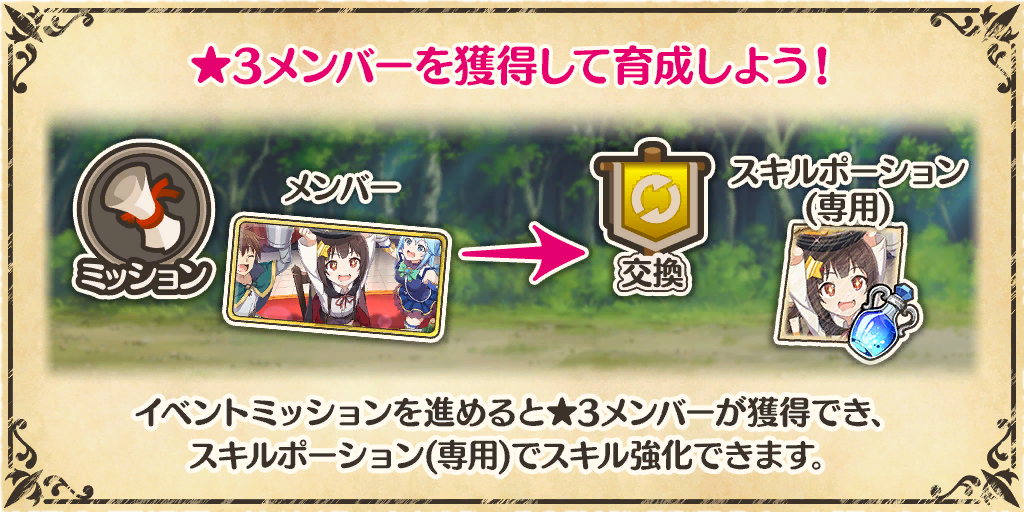 ★3メンバーを獲得して育成しよう!
ミッション
メンバー
交換
スキルポーション
(専用)
イベントミッションを進めると★3メンバーが獲得でき、
スキルポーション(専用)でスキル強化できます。